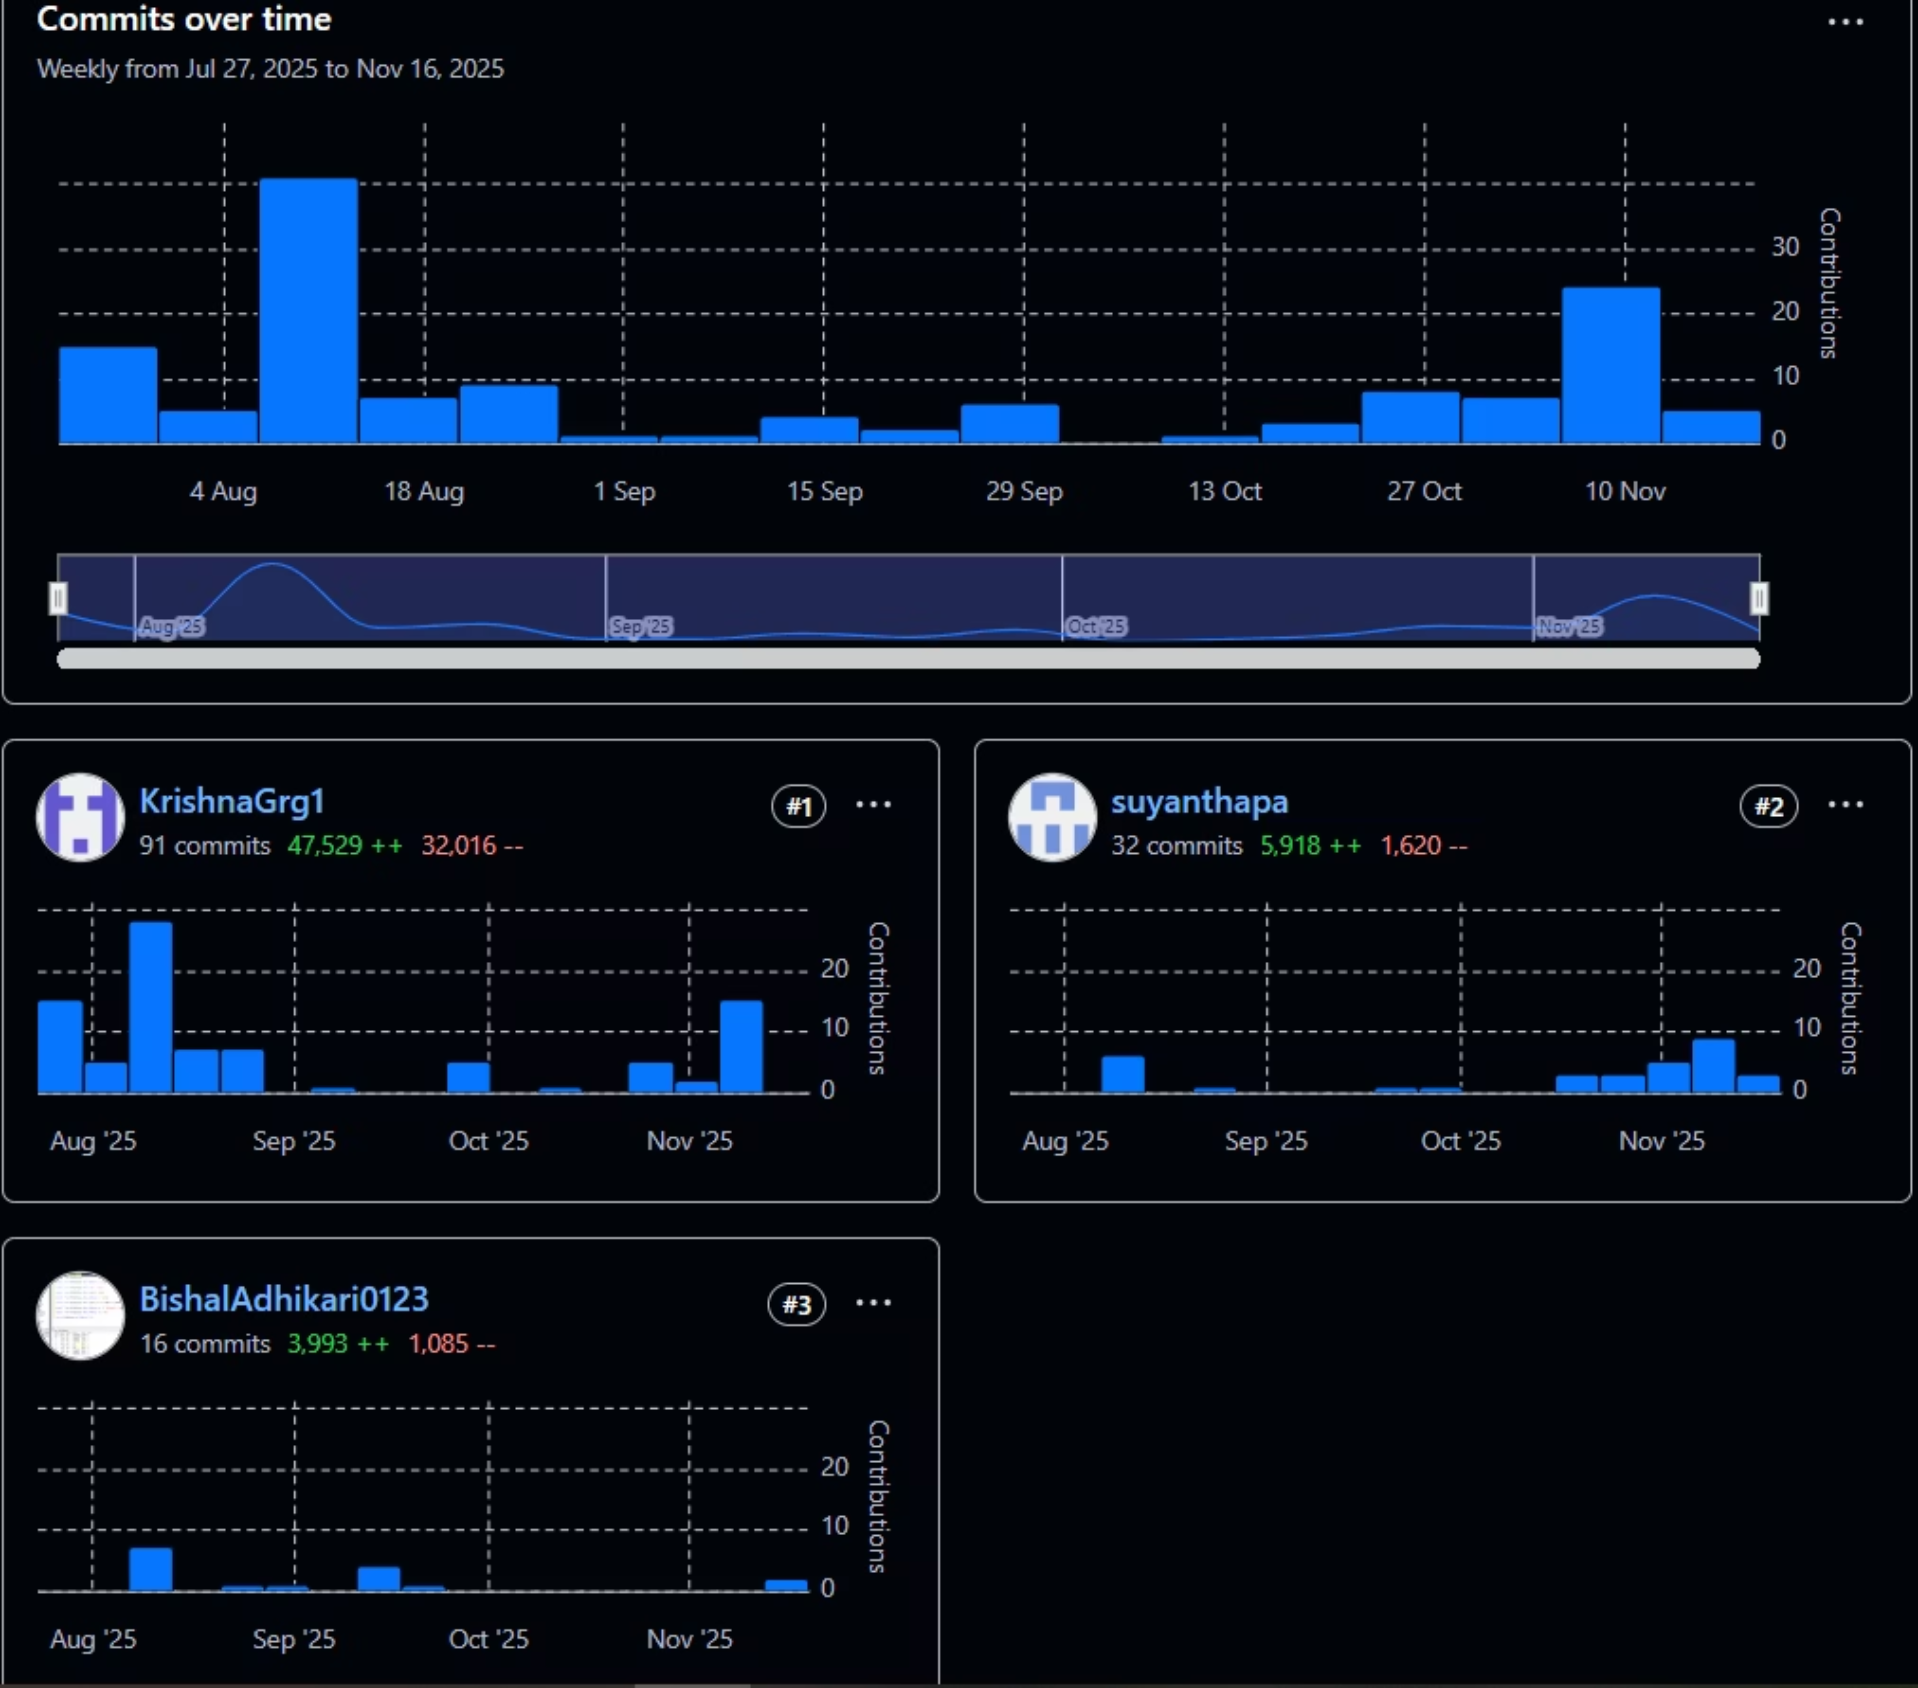 Commits over time
Weekly from Jul 27, 2025 to Nov 16, 2025
30
20
10
0
Contributions
4 Aug 18 Aug 1 Sep 15 Sep 29 Sep 13 Oct 27 Oct 10 Nov
Aug '25 Sep '25 Oct '25 Nov '25
KrishnaGrg1 #1
91 commits 47,529 ++ 32,016 --
20
10
0
Contributions
Aug '25 Sep '25 Oct '25 Nov '25
suyanthapa #2
32 commits 5,918 ++ 1,620 --
20
10
0
Contributions
Aug '25 Sep '25 Oct '25 Nov '25
BishalAdhikari0123 #3
16 commits 3,993 ++ 1,085 --
20
10
0
Contributions
Aug '25 Sep '25 Oct '25 Nov '25